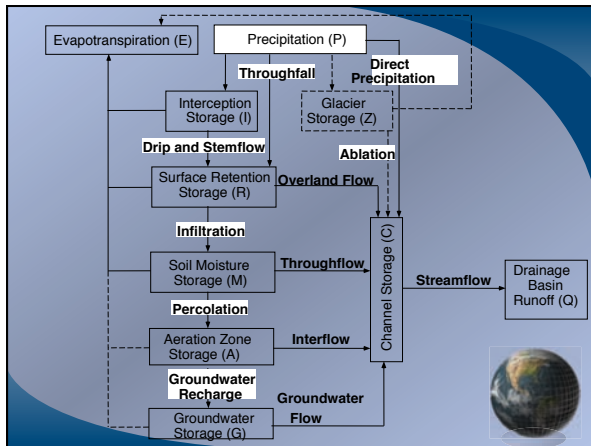 Evapotranspiration (E)
Precipitation (P)
Throughfall
Direct
Precipitation
Interception
Storage (I)
Glacier
Storage (Z)
Drip and Stemflow
Ablation
Surface Retention
Storage (R)
Overland Flow
Infiltration
Channel Storage (C)
Soil Moisture
Storage (M)
Throughflow
Streamflow
Drainage
Basin
Runoff (Q)
Percolation
Aeration Zone
Storage (A)
Interflow
Groundwater
Recharge
Groundwater
Flow
Groundwater
Storage (G)